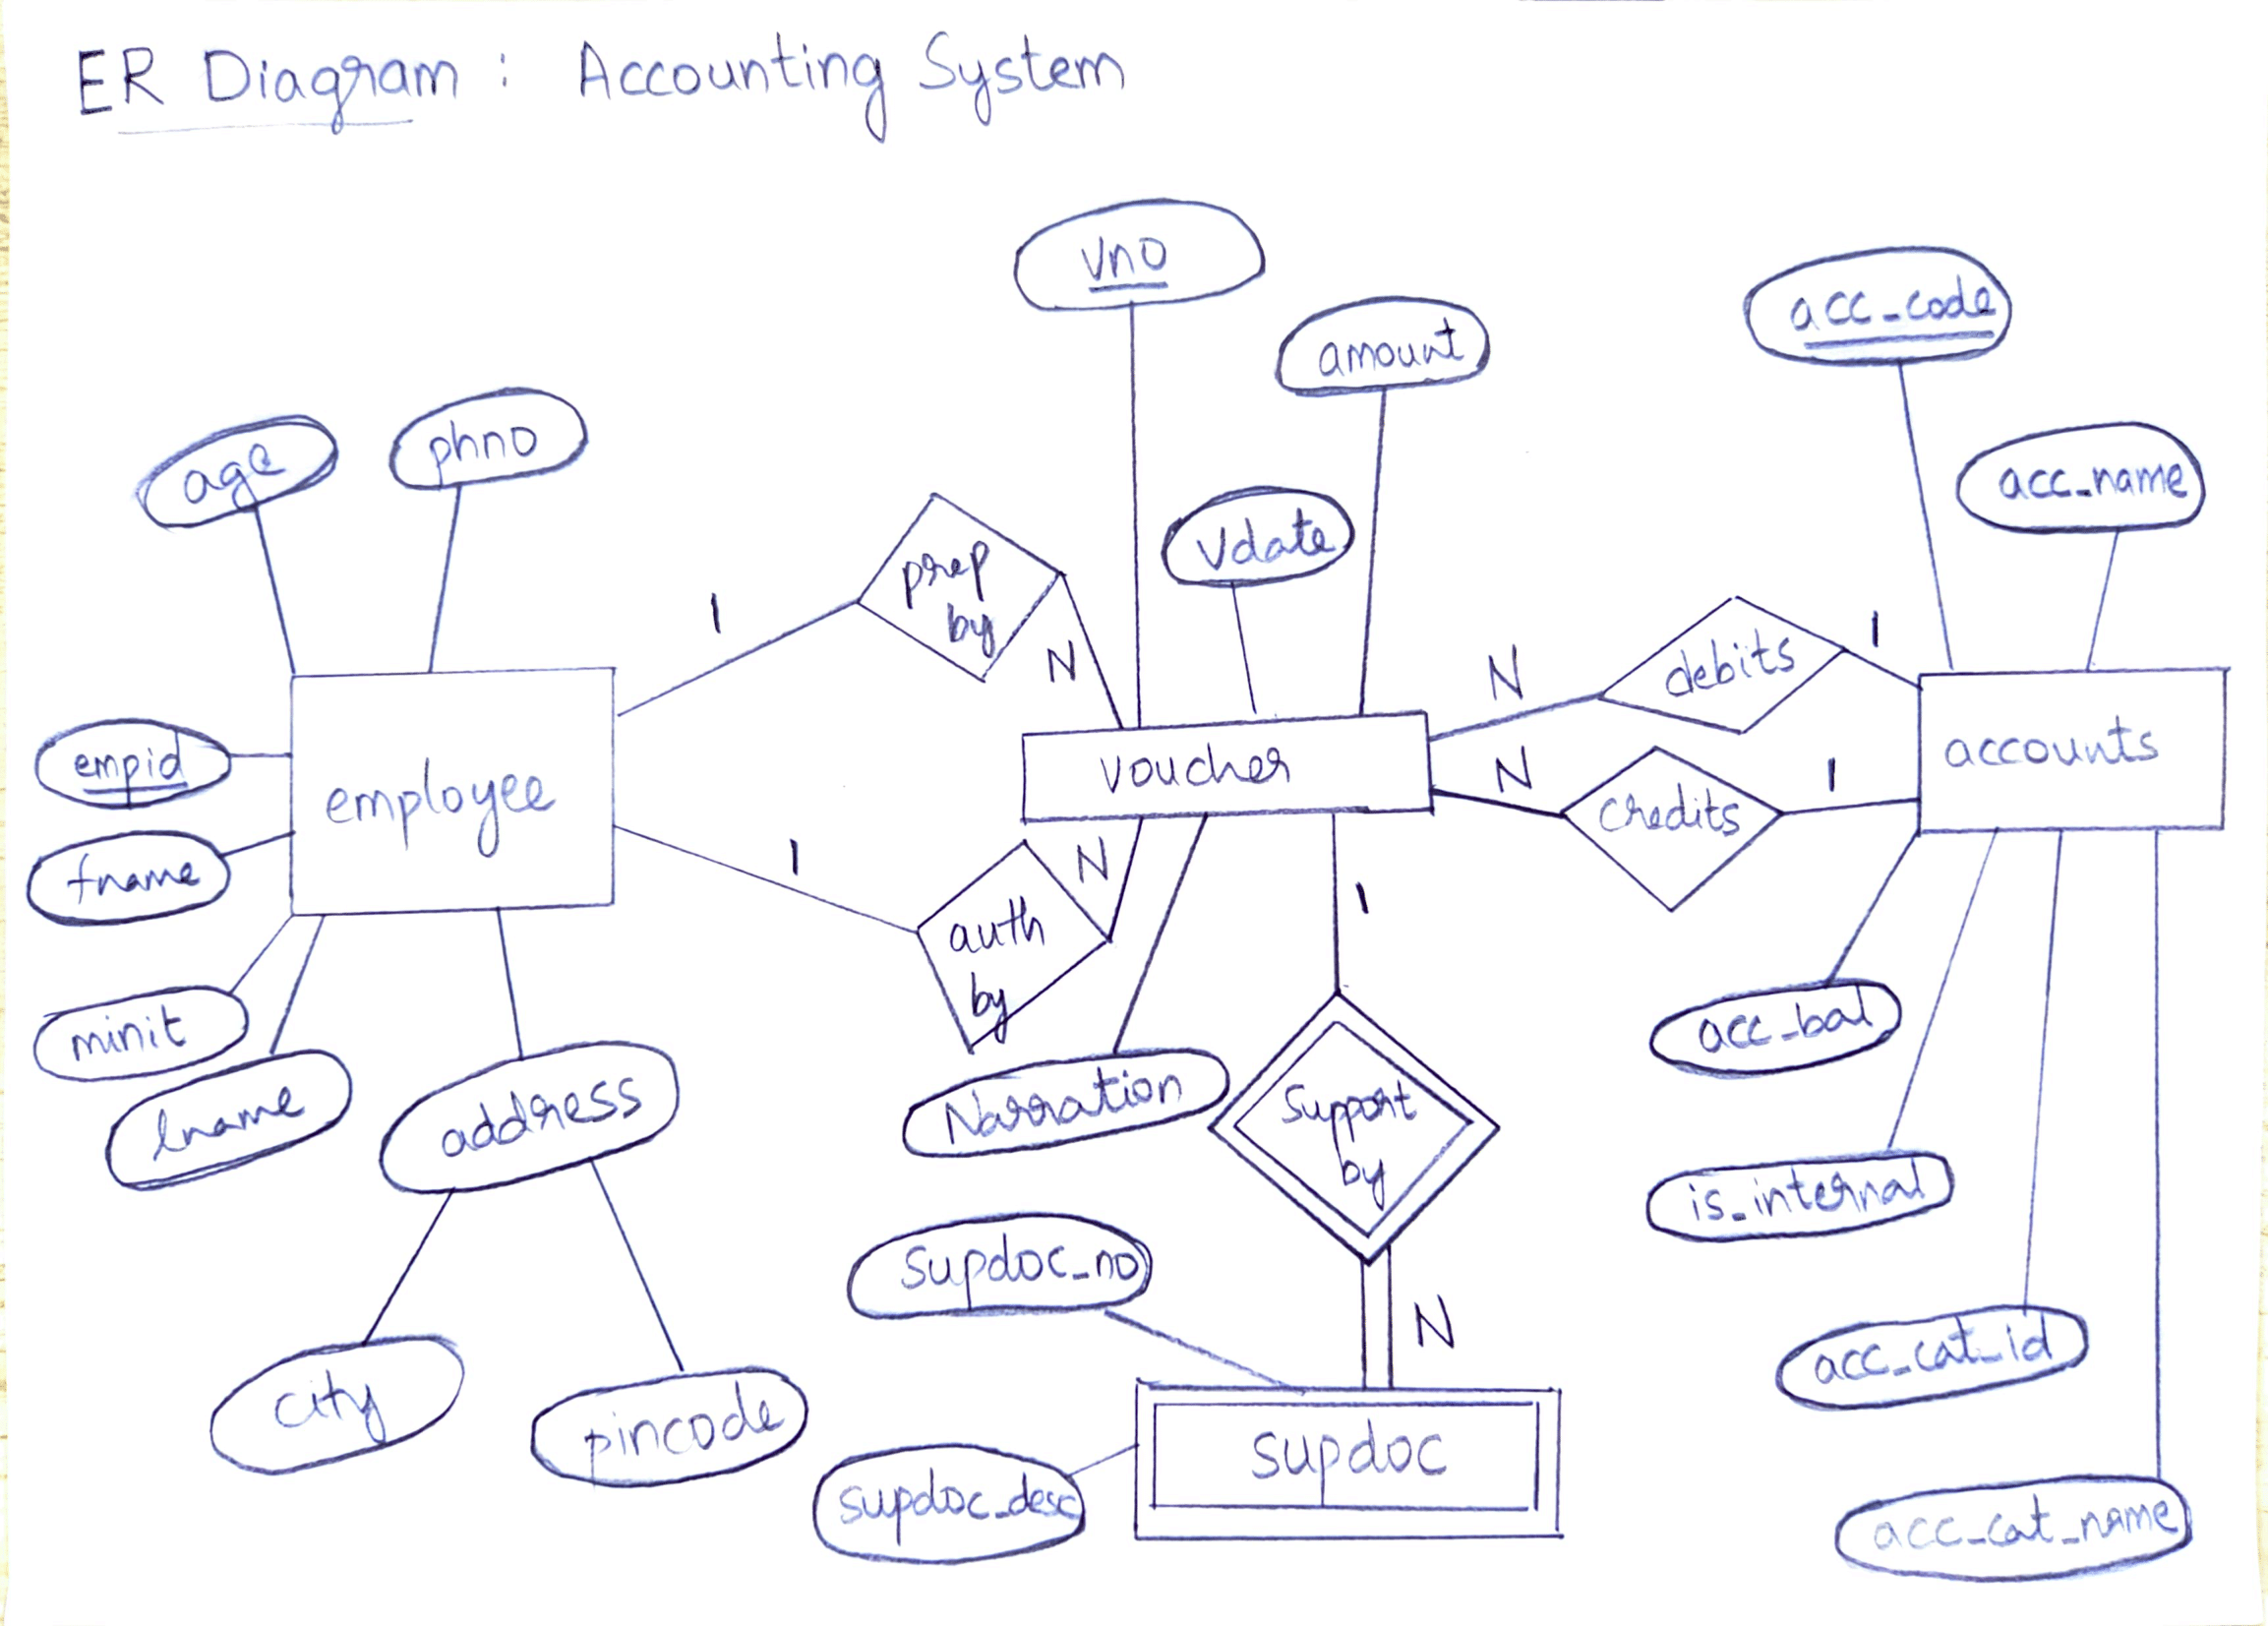 ER Diagram : Accounting System
vno
acc_code
amount
acc_name
age
phno
vdate
prep
by
1
N
debits
N
1
empid
employee
voucher
accounts
fname
N
credits
1
1
N
auth
by
1
minit
lname
address
Narration
support
by
acc_bal
is_internal
supdoc_no
N
acc_cat_id
city
pincode
supdoc
supdoc_desc
acc_cat_name